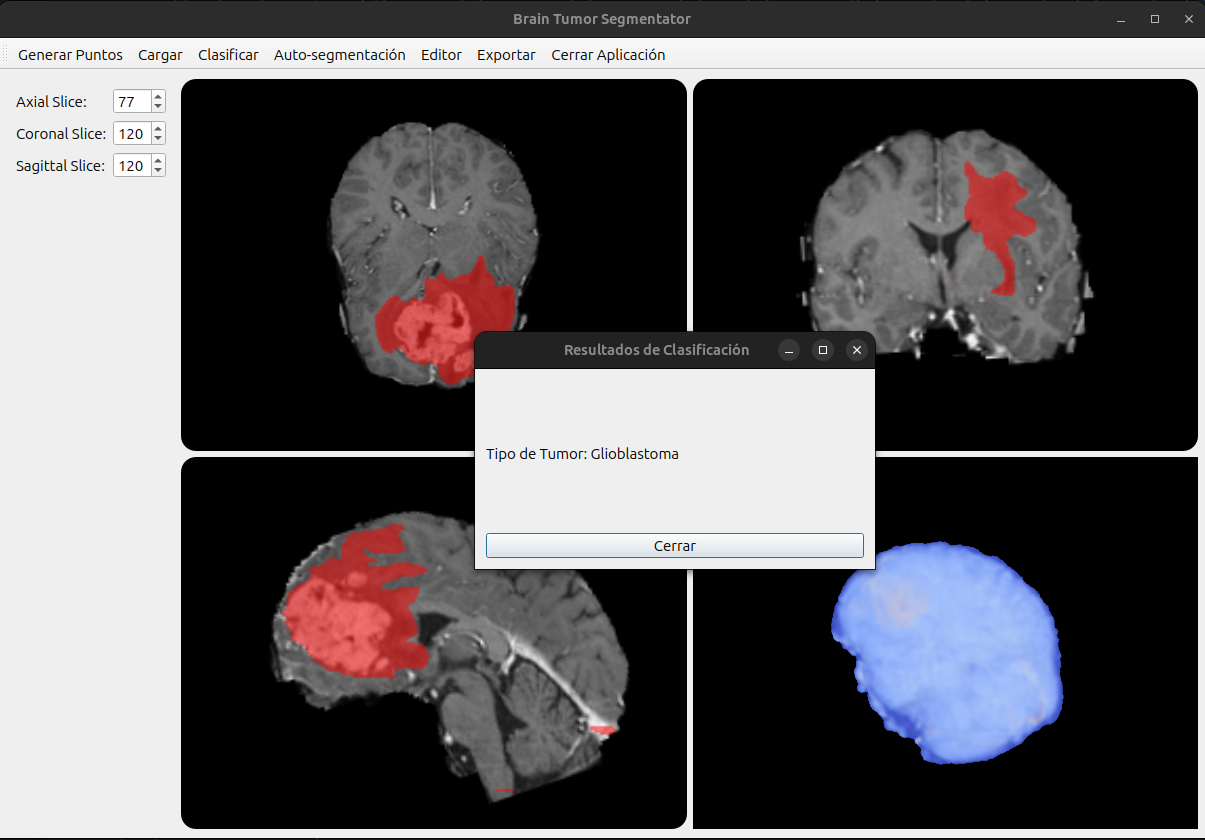 Brain Tumor Segmentator
Generar Puntos Cargar Clasificar Auto-segmentación Editor Exportar Cerrar Aplicación
Axial Slice: 77
Coronal Slice: 120
Sagittal Slice: 120
Resultados de Clasificación
Tipo de Tumor: Glioblastoma
Cerrar